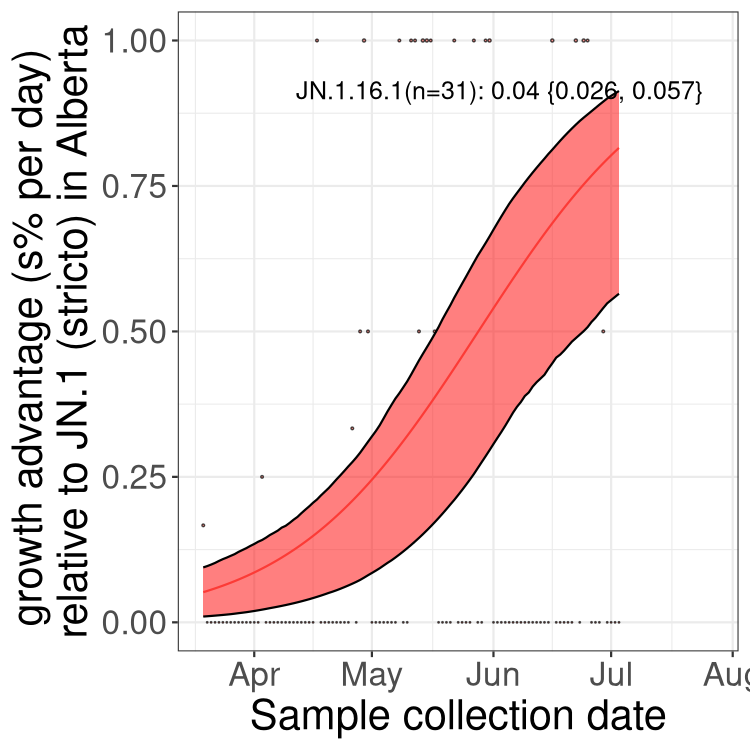 growth advantage (s% per day)
relative to JN.1 (stricto) in Alberta
1.00
0.75
0.50
0.25
0.00
JN.1.16.1(n=31): 0.04 {0.026, 0.057}
Apr May Jun Jul Aug
Sample collection date